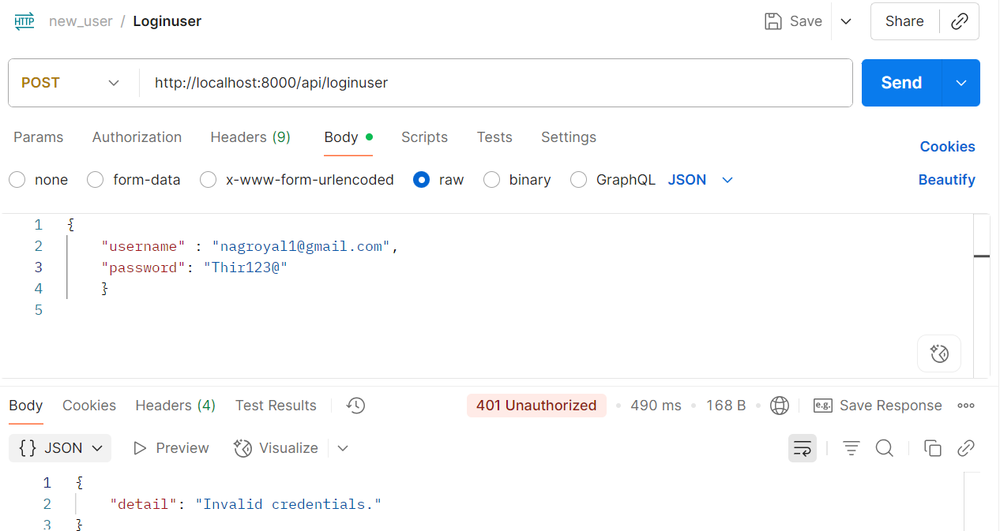 HTTP new_user / Loginuser Save Share
POST http://localhost:8000/api/loginuser Send
Params Authorization Headers (9) Body Scripts Tests Settings Cookies
none form-data x-www-form-urlencoded raw binary GraphQL JSON Beautify
1 {
2 "username" : "nagroyal1@gmail.com",
3 "password": "Thir123@"
4 }
5
Body Cookies Headers (4) Test Results 401 Unauthorized • 490 ms • 168 B • e.g. Save Response
{} JSON Preview Visualize
1 {
2 "detail": "Invalid credentials."
3 }